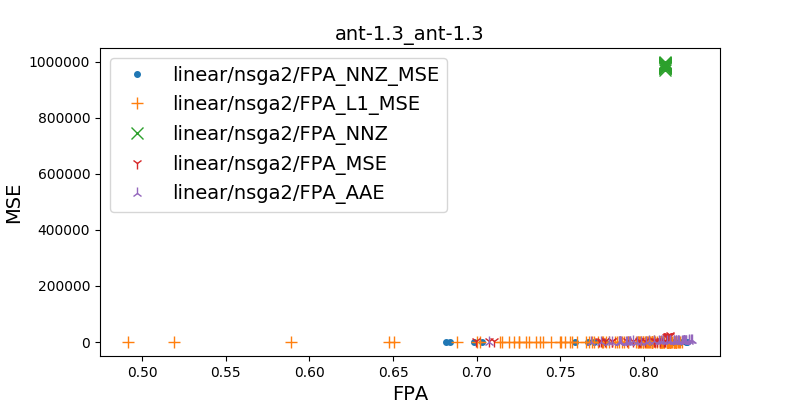 ant-1.3_ant-1.3
1000000
800000
600000
400000
200000
0
MSE
linear/nsga2/FPA_NNZ_MSE
linear/nsga2/FPA_L1_MSE
linear/nsga2/FPA_NNZ
linear/nsga2/FPA_MSE
linear/nsga2/FPA_AAE
0.50 0.55 0.60 0.65 0.70 0.75 0.80
FPA